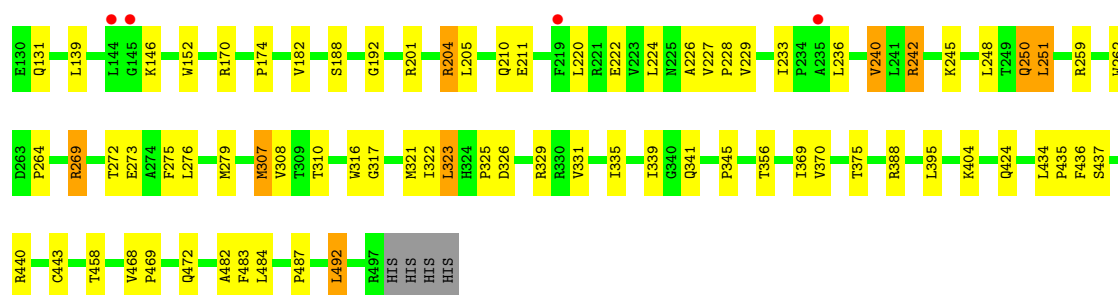 E130 Q131 L139 L144 G145 K146 W152 R170 P174 V182 S188 G192 R201 R204 L205 Q210 E211 F219 L220 R221 E222 V223 L224 N225 A226 V227 P228 V229 I233 P234 A235 L236 V240 L241 R242 K245 L248 T249 Q250 L251 R259
D263 P264 R269 T272 E273 A274 F275 L276 M279 M307 V308 T309 T310 W316 G317 M321 I322 L323 H324 P325 D326 R329 R330 V331 I335 I339 G340 Q341 P345 T356 I369 V370 T375 R388 L395 K404 Q424 L434 P435 F436 S437
R440 C443 T458 V468 P469 Q472 A482 F483 L484 P487 L492 R497 HIS HIS HIS HIS